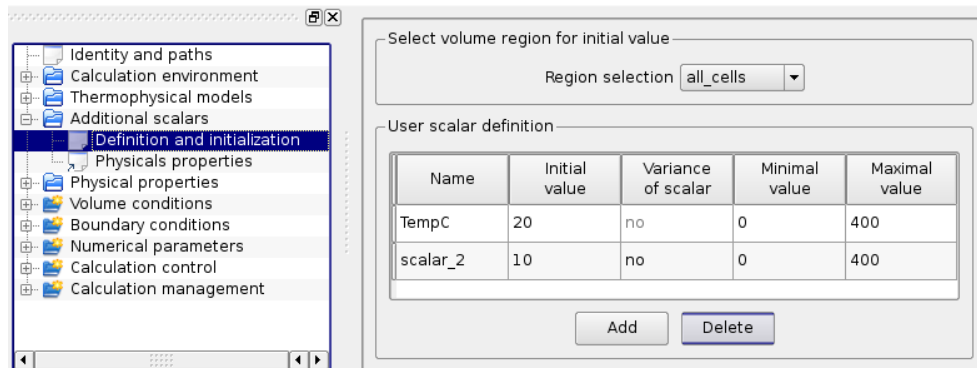 Identity and paths
Calculation environment
Thermophysical models
Additional scalars
Definition and initialization
Physicals properties
Physical properties
Volume conditions
Boundary conditions
Numerical parameters
Calculation control
Calculation management
Select volume region for initial value
Region selection all_cells
User scalar definition
Name Initial value Variance of scalar Minimal value Maximal value
TempC 20 no 0 400
scalar_2 10 no 0 400
Add Delete